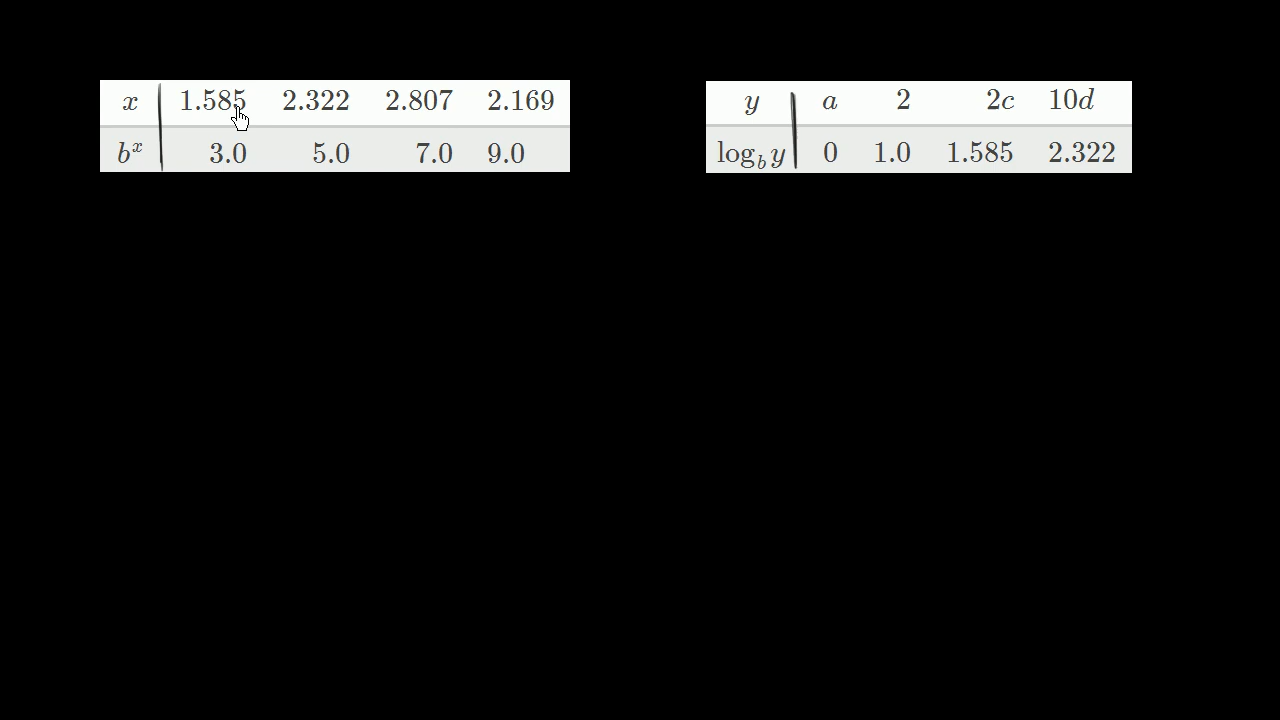 x 1.585 2.322 2.807 2.169
b^x 3.0 5.0 7.0 9.0
y a 2 2c 10d
log_b y 0 1.0 1.585 2.322